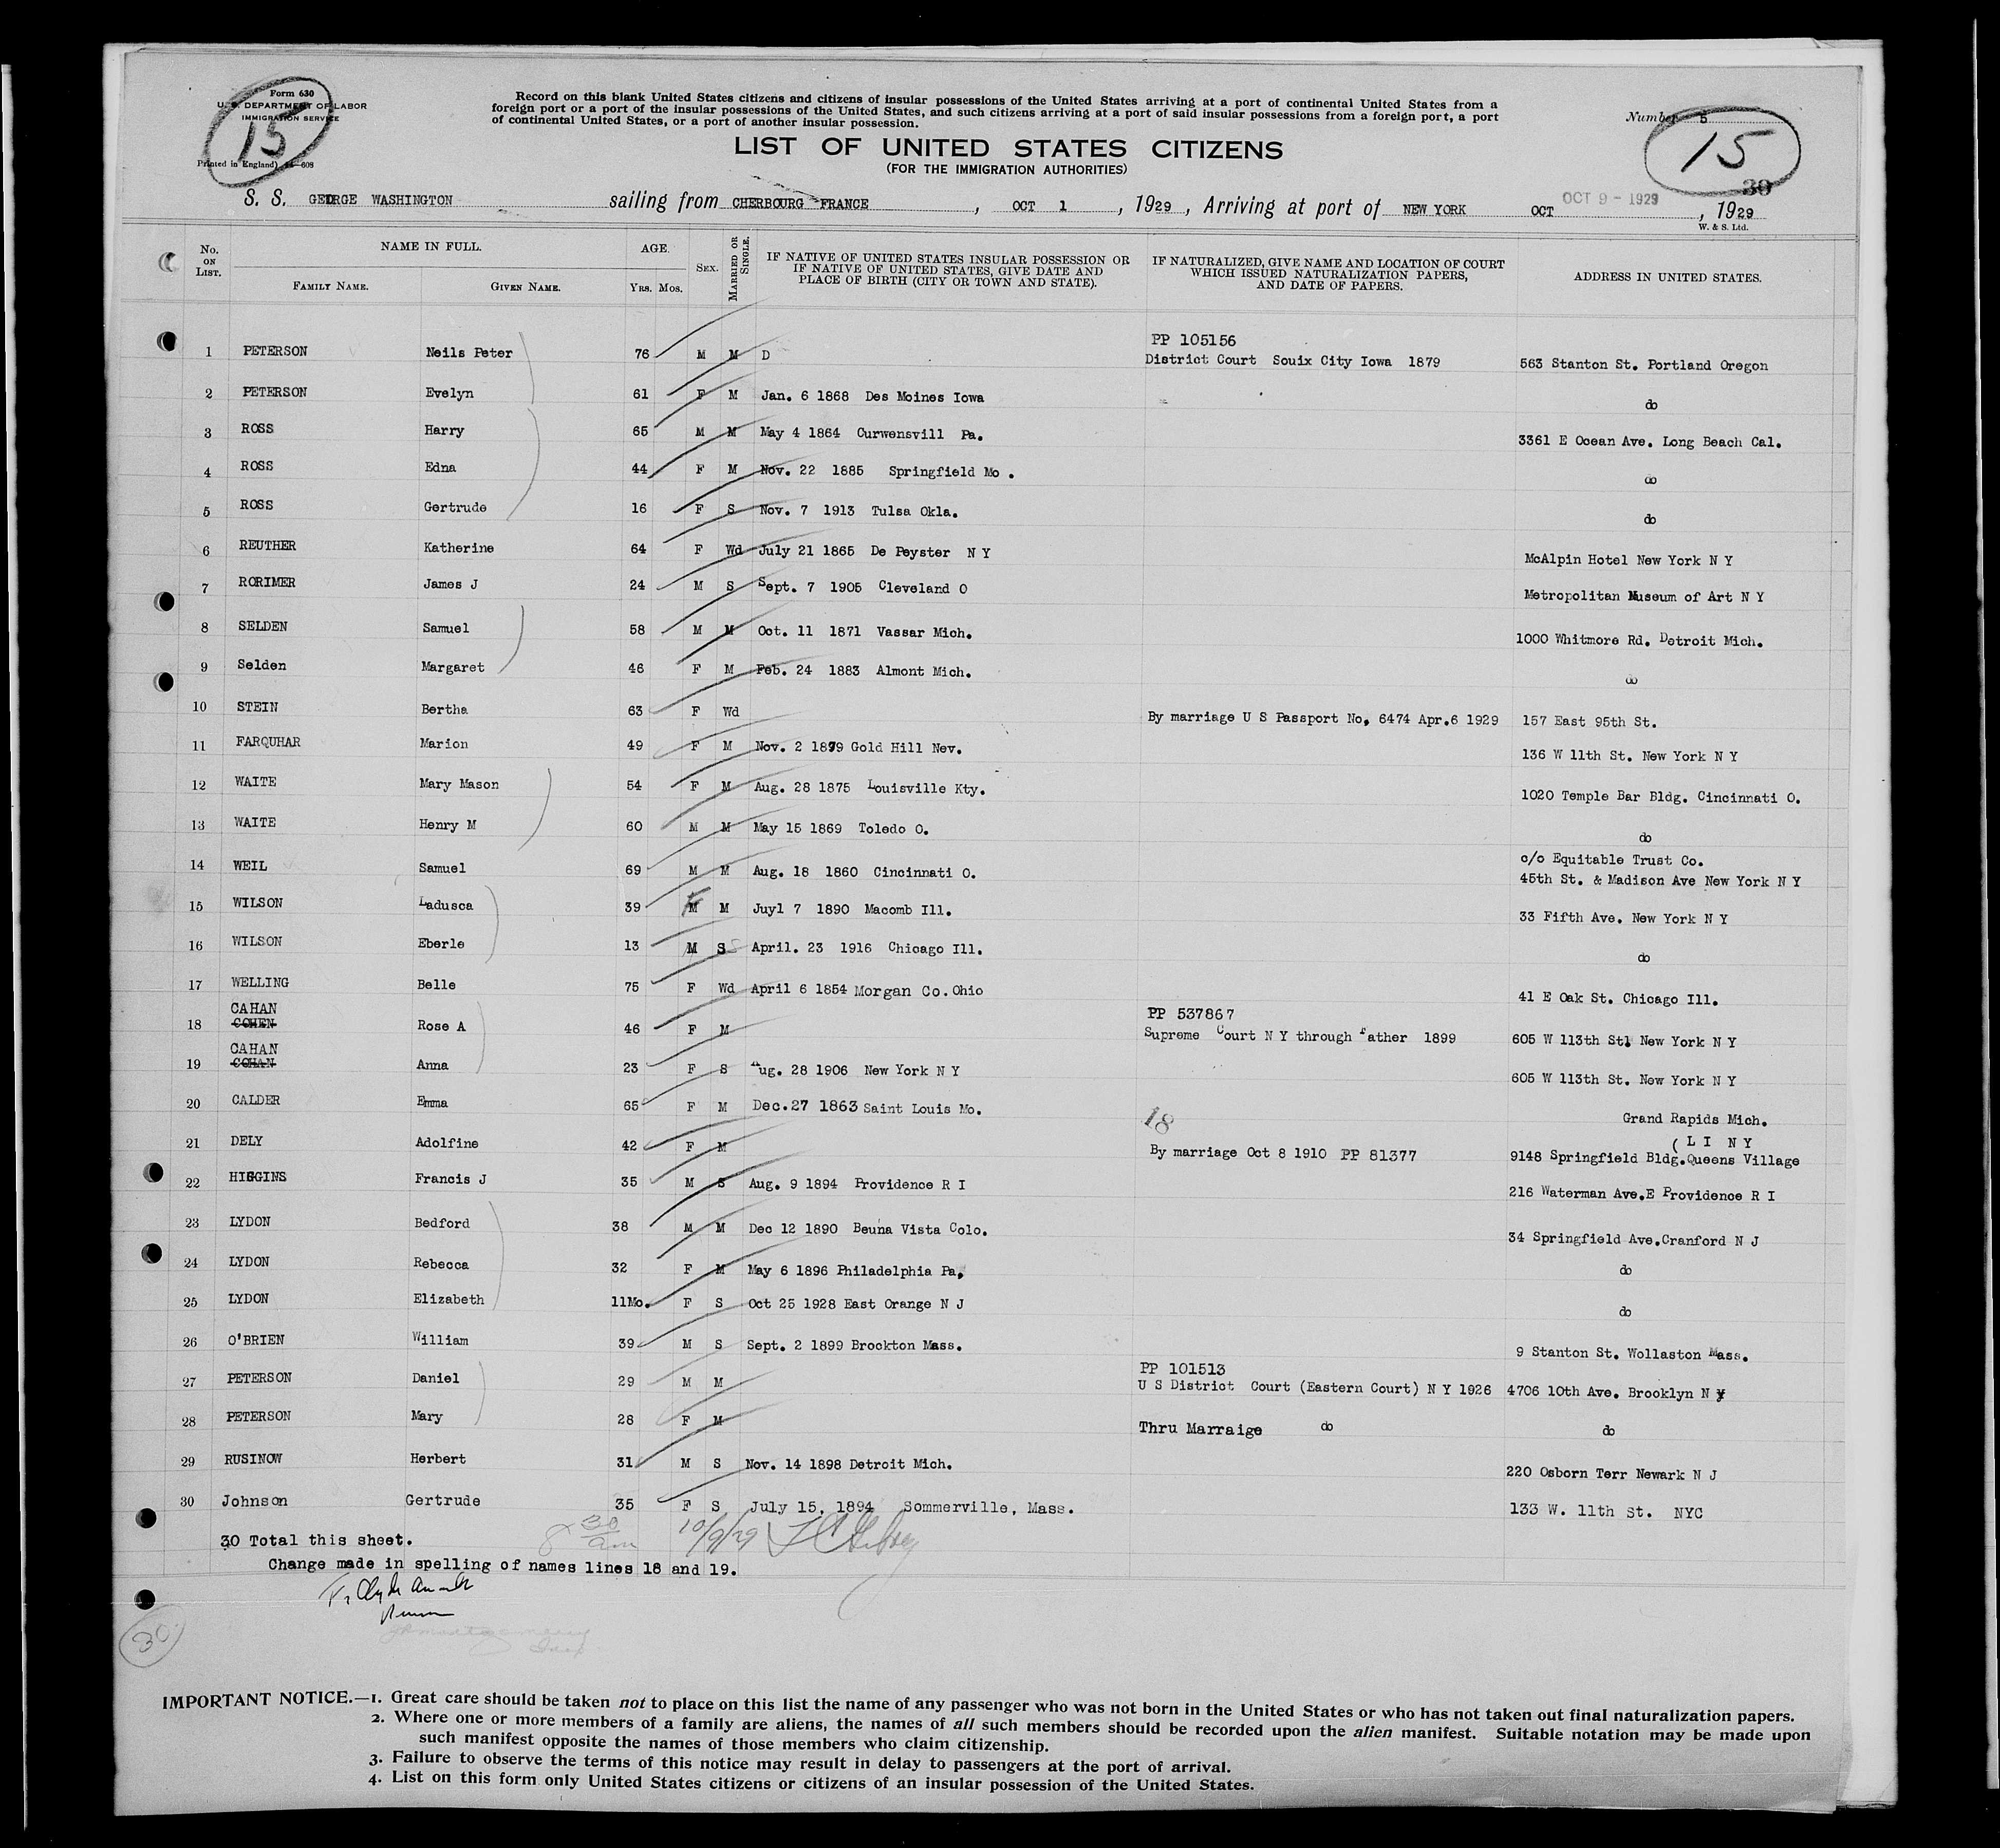 Form 630
U. S. DEPARTMENT OF LABOR
IMMIGRATION SERVICE
15
Printed in England) 608
Record on this blank United States citizens and citizens of insular possessions of the United States arriving at a port of continental United States from a
foreign port or a port of the insular possessions of the United States, and such citizens arriving at a port of said insular possessions from a foreign port, a port
of continental United States, or a port of another insular possession.
Number 5
15
LIST OF UNITED STATES CITIZENS
(FOR THE IMMIGRATION AUTHORITIES)
39
S. S. GEORGE WASHINGTON sailing from CHERBOURG FRANCE, OCT 1, 1929, Arriving at port of NEW YORK OCT OCT 9 - 1929, 1929
W. & S. Ltd.
No. ON LIST. NAME IN FULL. AGE. SEX. MARRIED OR SINGLE. IF NATIVE OF UNITED STATES INSULAR POSSESSION OR IF NATIVE OF UNITED STATES, GIVE DATE AND PLACE OF BIRTH (CITY OR TOWN AND STATE). IF NATURALIZED, GIVE NAME AND LOCATION OF COURT WHICH ISSUED NATURALIZATION PAPERS, AND DATE OF PAPERS. ADDRESS IN UNITED STATES.
FAMILY NAME. GIVEN NAME. YRS. MOS.
PP 105156
1 PETERSON Neils Peter 76 M M D District Court Souix City Iowa 1879 563 Stanton St. Portland Oregon
2 PETERSON Evelyn 61 F M Jan. 6 1868 Des Moines Iowa do
3 ROSS Harry 65 M M May 4 1864 Curwensvill Pa. 3361 E Ocean Ave. Long Beach Cal.
4 ROSS Edna 44 F M Nov. 22 1885 Springfield Mo . do
5 ROSS Gertrude 16 F S Nov. 7 1913 Tulsa Okla. do
6 REUTHER Katherine 64 F Wd July 21 1865 De Peyster N Y McAlpin Hotel New York N Y
7 RORIMER James J 24 M S Sept. 7 1905 Cleveland O Metropolitan Museum of Art N Y
8 SELDEN Samuel 58 M M Oct. 11 1871 Vassar Mich. 1000 Whitmore Rd. Detroit Mich.
9 Selden Margaret 46 F M Feb. 24 1883 Almont Mich. do
10 STEIN Bertha 63 F Wd By marriage U S Passport No, 6474 Apr.6 1929 157 East 95th St.
11 FARQUHAR Marion 49 F M Nov. 2 1879 Gold Hill Nev. 136 W 11th St. New York N Y
12 WAITE Mary Mason 54 F M Aug. 28 1875 Louisville Kty. 1020 Temple Bar Bldg. Cincinnati O.
13 WAITE Henry M 60 M M May 15 1869 Toledo O. do
c/o Equitable Trust Co.
14 WEIL Samuel 69 M M Aug. 18 1860 Cincinnati O. 45th St. & Madison Ave New York N Y
15 WILSON Ladusca 39 F M Juyl 7 1890 Macomb Ill. 33 Fifth Ave. New York N Y
16 WILSON Eberle 13 M S April. 23 1916 Chicago Ill. do
17 WELLING Belle 75 F Wd April 6 1854 Morgan Co. Ohio 41 E Oak St. Chicago Ill.
CAHAN PP 537867
18 COHEN Rose A 46 F M Supreme Court N Y through father 1899 605 W 113th St. New York N Y
CAHAN
19 COHAN Anna 23 F S Aug. 28 1906 New York N Y 605 W 113th St. New York N Y
20 CALDER Emma 65 F M Dec.27 1863 Saint Louis Mo. 18 Grand Rapids Mich.
(L I N Y
21 DELY Adolfine 42 F M By marriage Oct 8 1910 PP 81377 9148 Springfield Bldg.Queens Village
22 HIGGINS Francis J 35 M S Aug. 9 1894 Providence R I 216 Waterman Ave.E Providence R I
23 LYDON Bedford 38 M M Dec 12 1890 Beuna Vista Colo. 34 Springfield Ave.Cranford N J
24 LYDON Rebecca 32 F M May 6 1896 Philadelphia Pa, do
25 LYDON Elizabeth 11Mo. F S Oct 25 1928 East Orange N J do
26 O'BRIEN William 39 M S Sept. 2 1899 Brockton Mass. 9 Stanton St. Wollaston Mass.
PP 101513
27 PETERSON Daniel 29 M M U S District Court (Eastern Court) N Y 1926 4706 10th Ave. Brooklyn N Y
28 PETERSON Mary 28 F M Thru Marraige do do
29 RUSINOW Herbert 31 M S Nov. 14 1898 Detroit Mich. 220 Osborn Terr Newark N J
30 Johnson Gertrude 35 F S July 15, 1894 Sommerville, Mass. 133 W. 11th St. NYC
30 Total this sheet. 8 30 am 10/9/29
Change made in spelling of names lines 18 and 19.
30
IMPORTANT NOTICE.—1. Great care should be taken not to place on this list the name of any passenger who was not born in the United States or who has not taken out final naturalization papers.
2. Where one or more members of a family are aliens, the names of all such members should be recorded upon the alien manifest. Suitable notation may be made upon
such manifest opposite the names of those members who claim citizenship.
3. Failure to observe the terms of this notice may result in delay to passengers at the port of arrival.
4. List on this form only United States citizens or citizens of an insular possession of the United States.